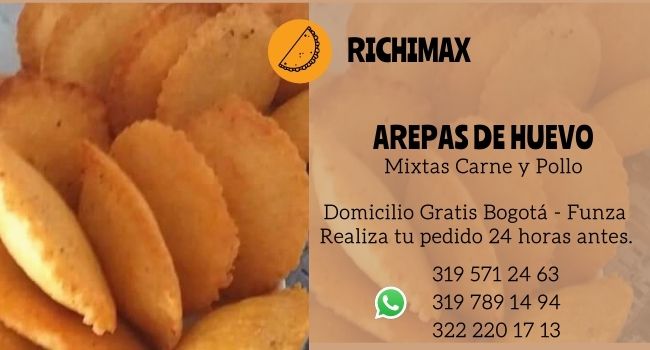 RICHIMAX
AREPAS DE HUEVO
Mixtas Carne y Pollo
Domicilio Gratis Bogotá - Funza
Realiza tu pedido 24 horas antes.
319 571 24 63
319 789 14 94
322 220 17 13